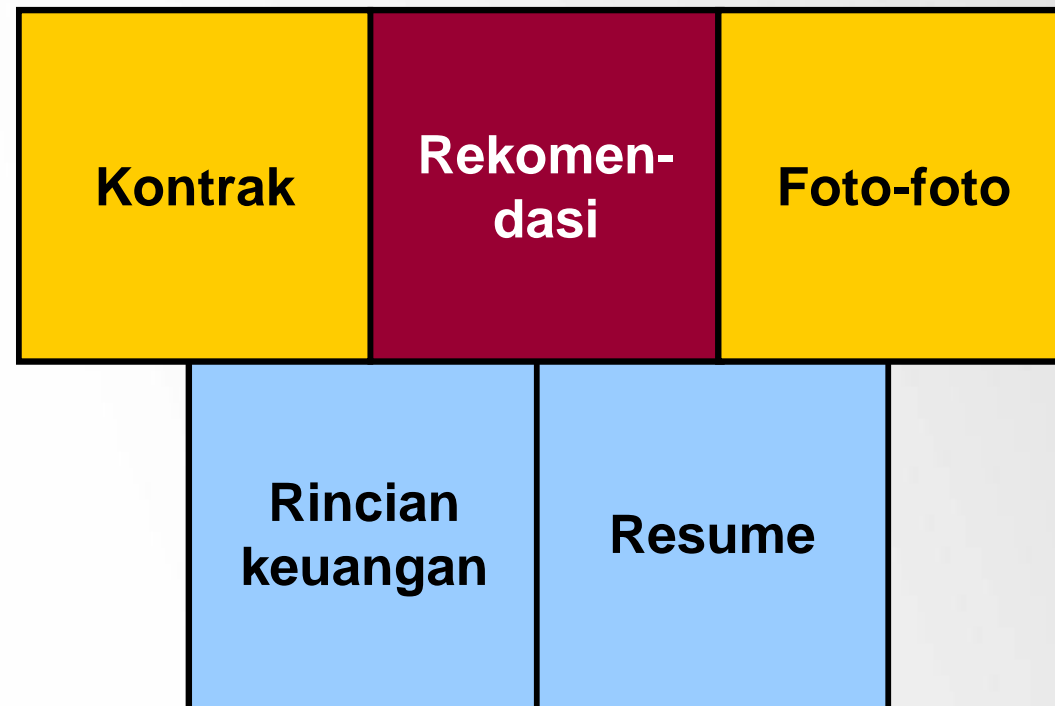 Kontrak
Rekomen-
dasi
Foto-foto
Rincian
keuangan
Resume